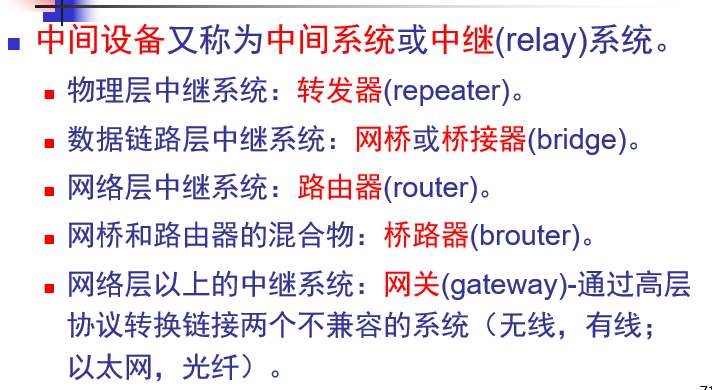 中间设备又称为中间系统或中继(relay)系统。
物理层中继系统：转发器(repeater)。
数据链路层中继系统：网桥或桥接器(bridge)。
网络层中继系统：路由器(router)。
网桥和路由器的混合物：桥路器(brouter)。
网络层以上的中继系统：网关(gateway)-通过高层
协议转换链接两个不兼容的系统（无线，有线；
以太网，光纤）。